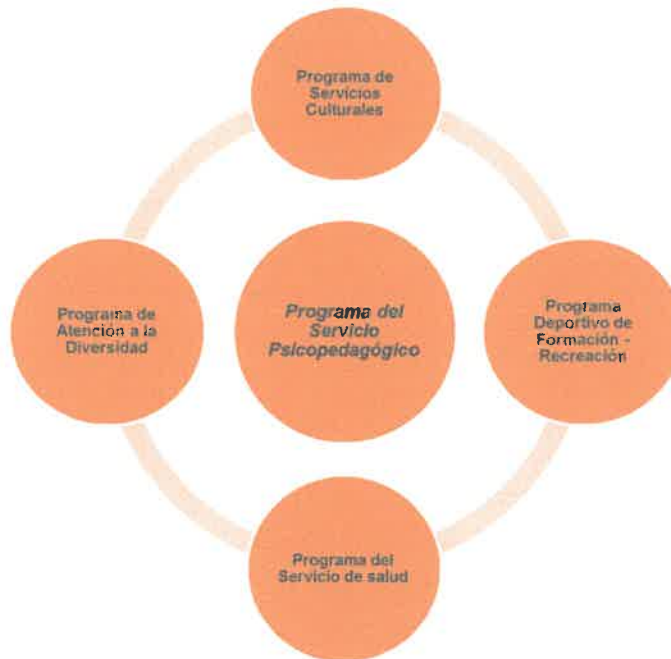 Programa de
Servicios
Culturales
Programa de
Atención a la
Diversidad
Programa del
Servicio
Psicopedagógico
Programa
Deportivo de
Formación -
Recreación
Programa del
Servicio de salud